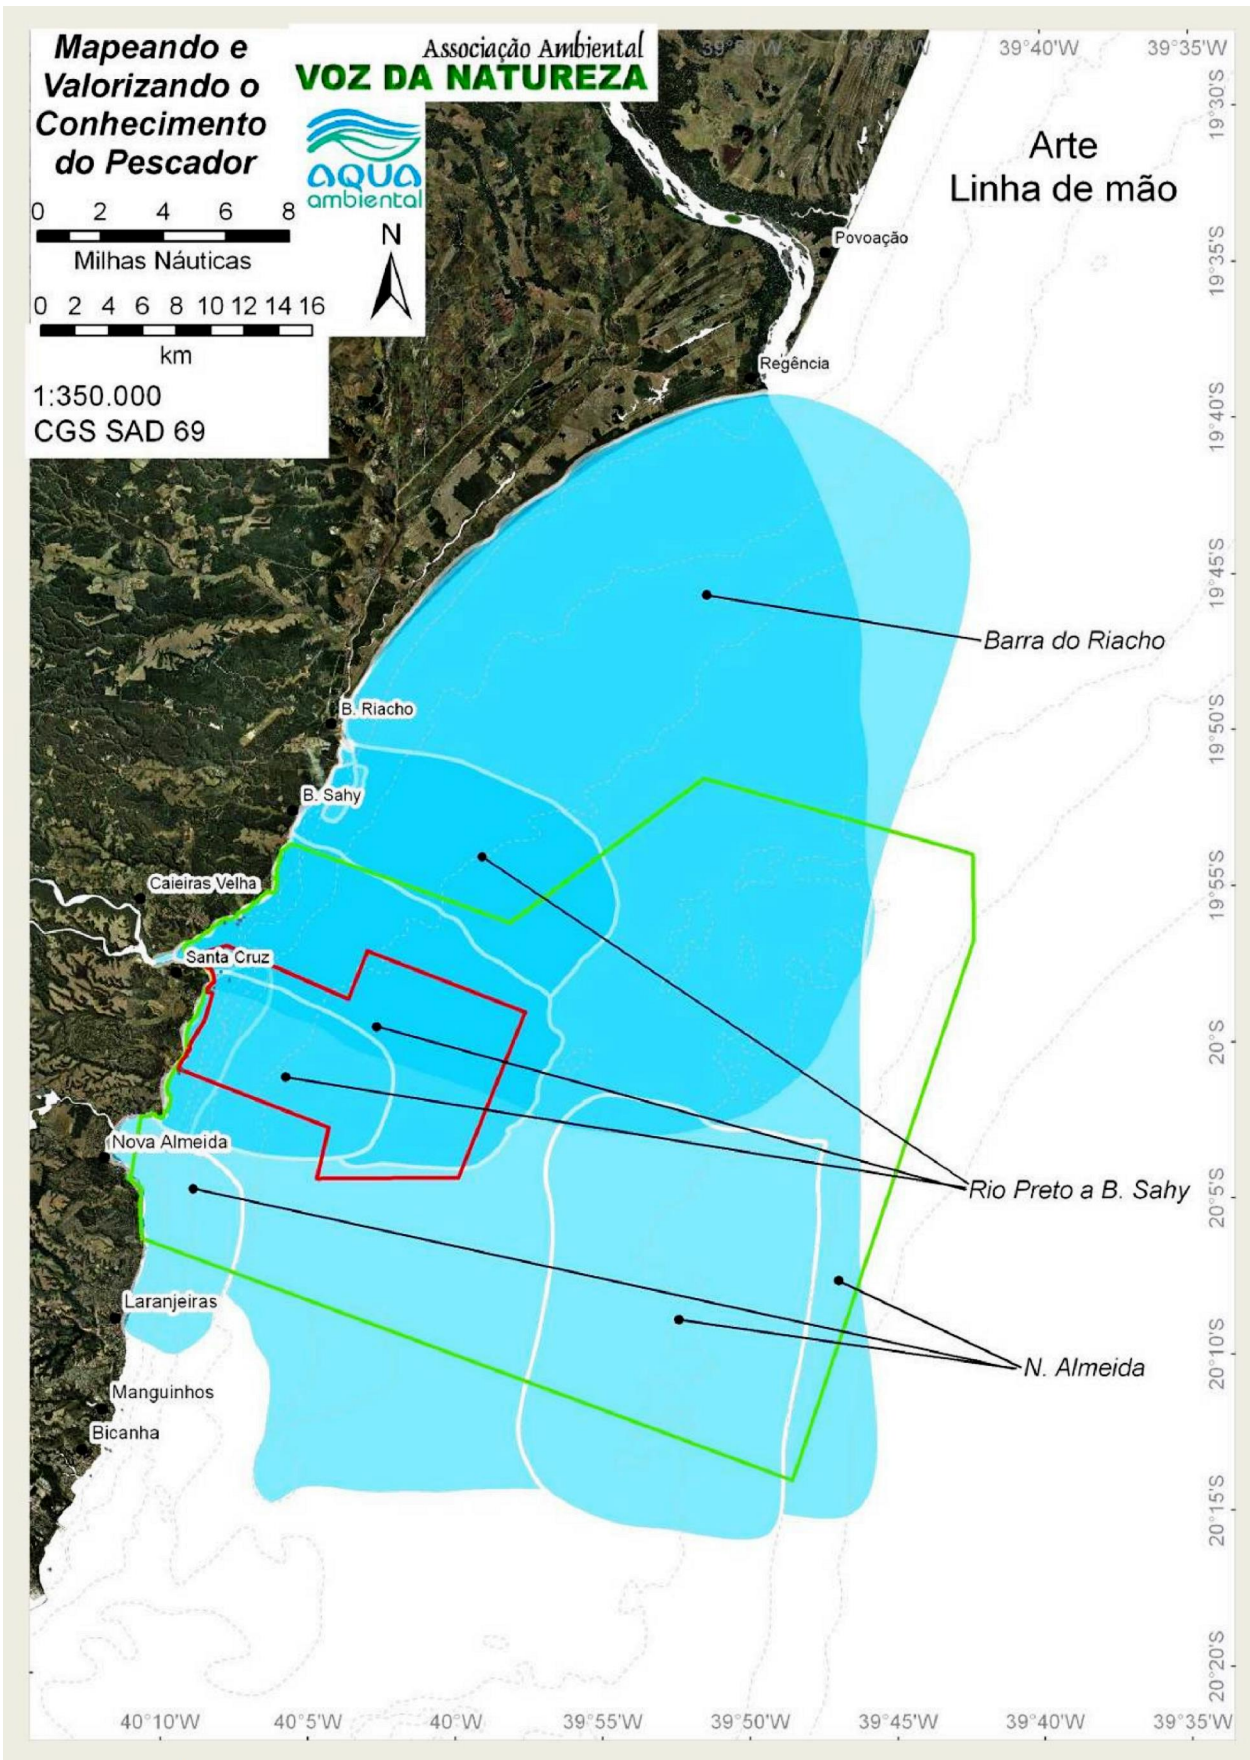 Mapeando e
Valorizando o
Conhecimento
do Pescador
Associação Ambiental
VOZ DA NATUREZA
AQUA
ambiental
0 2 4 6 8
Milhas Náuticas
0 2 4 6 8 10 12 14 16
km
1:350.000
CGS SAD 69
N
39°50'W 39°45'W 39°40'W 39°35'W
Arte
Linha de mão
19°30'S
19°35'S
19°40'S
19°45'S
19°50'S
19°55'S
20°S
20°5'S
20°10'S
20°15'S
20°20'S
Povoação
Regência
Barra do Riacho
B. Riacho
B. Sahy
Caieiras Velha
Santa Cruz
Nova Almeida
Rio Preto a B. Sahy
Laranjeiras
N. Almeida
Manguinhos
Bicanha
40°10'W 40°5'W 40°W 39°55'W 39°50'W 39°45'W 39°40'W 39°35'W